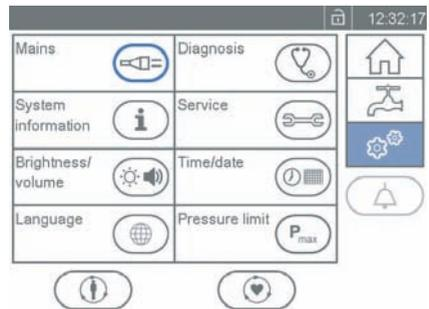 12:32:17
Mains
Diagnosis
System
information
i
Service
Brightness/
volume
Time/date
Language
Pressure limit
Pmax